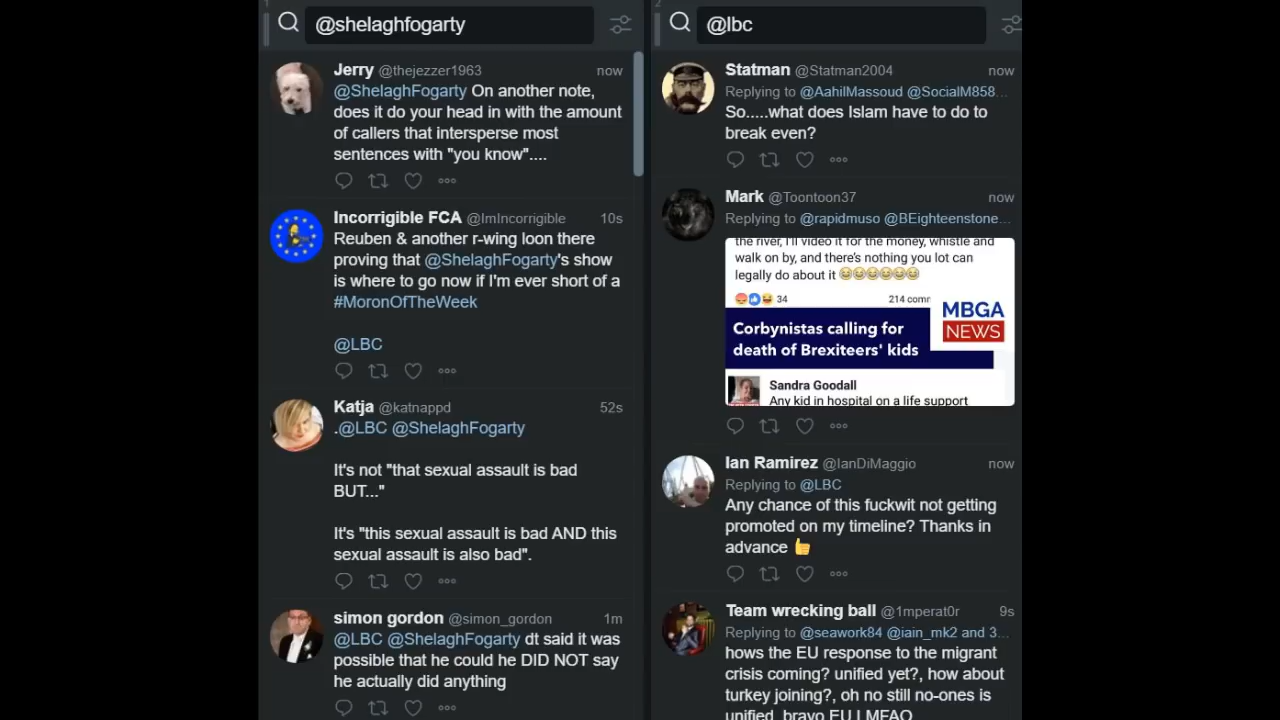 1
@shelaghfogarty
Jerry @thejezzer1963 now
@ShelaghFogarty On another note,
does it do your head in with the amount
of callers that intersperse most
sentences with "you know"....
Incorrigible FCA @ImIncorrigible 10s
Reuben & another r-wing loon there
proving that @ShelaghFogarty's show
is where to go now if I'm ever short of a
#MoronOfTheWeek
@LBC
Katja @katnappd 52s
.@LBC @ShelaghFogarty
It's not "that sexual assault is bad
BUT..."
It's "this sexual assault is bad AND this
sexual assault is also bad".
simon gordon @simon_gordon 1m
@LBC @ShelaghFogarty dt said it was
possible that he could he DID NOT say
he actually did anything
2
@lbc
Statman @Statman2004 now
Replying to @AahilMassoud @SocialM858...
So.....what does Islam have to do to
break even?
Mark @Toontoon37 now
Replying to @rapidmuso @BEighteenstone...
the river, I'll video it for the money, whistle and
walk on by, and there's nothing you lot can
legally do about it 😂😂😂😂😂😂
34 214 comm
MBGA
NEWS
Corbynistas calling for
death of Brexiteers' kids
Sandra Goodall
Any kid in hospital on a life support
Ian Ramirez @IanDiMaggio now
Replying to @LBC
Any chance of this fuckwit not getting
promoted on my timeline? Thanks in
advance 👍
Team wrecking ball @1mperat0r 9s
Replying to @seawork84 @iain_mk2 and 3...
hows the EU response to the migrant
crisis coming? unified yet?, how about
turkey joining?, oh no still no-ones is
unified, bravo EU LMFAO